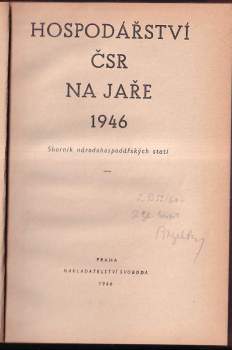 HOSPODÁŘSTVÍ
ČSR
NA JAŘE
1946
Sborník národohospodářských statí
PRAHA
NAKLADATELSTVÍ SVOBODA
1946